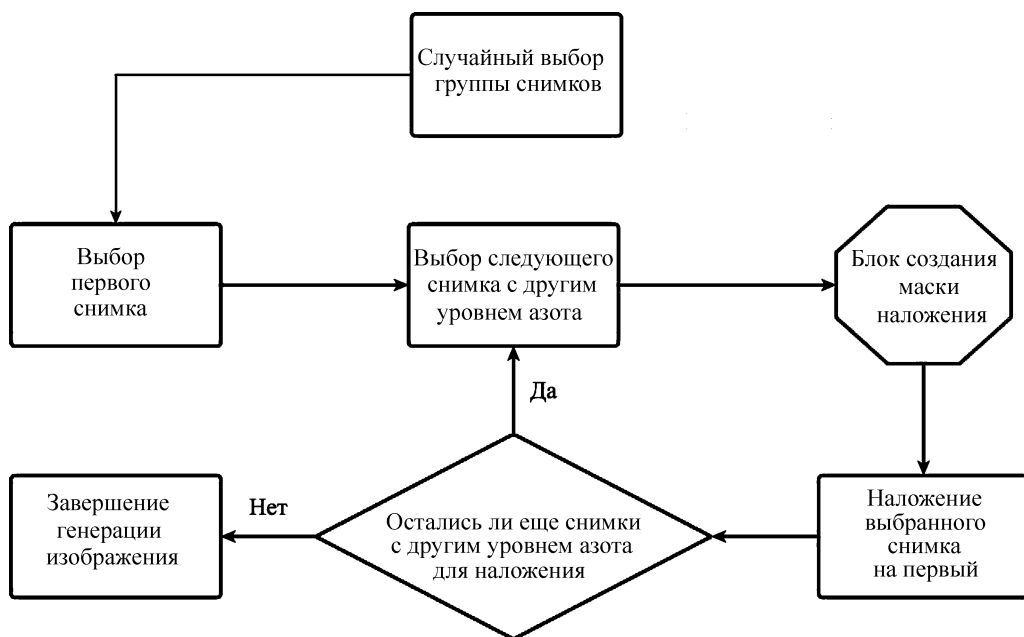 Случайный выбор
группы снимков
Выбор
первого
снимка
Выбор следующего
снимка с другим
уровнем азота
Блок создания
маски
наложения
Да
Завершение
генерации
изображения
Нет
Остались ли еще снимки
с другим уровнем азота
для наложения
Наложение
выбранного
снимка
на первый